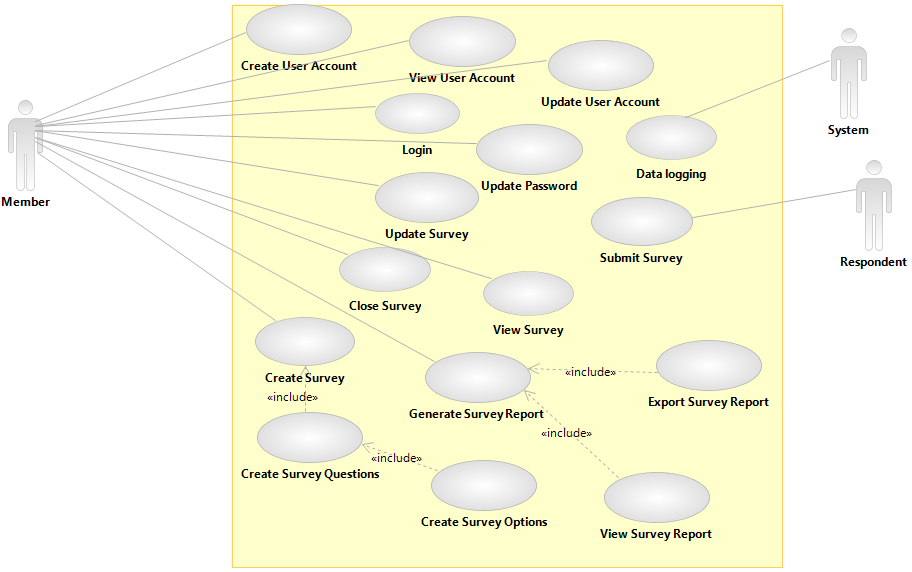 Create User Account
View User Account
Update User Account
System
Login
Data logging
Update Password
Member
Update Survey
Submit Survey
Respondent
Close Survey
View Survey
Create Survey
«include»
«include»
Generate Survey Report
Export Survey Report
«include»
Create Survey Questions
«include»
Create Survey Options
View Survey Report